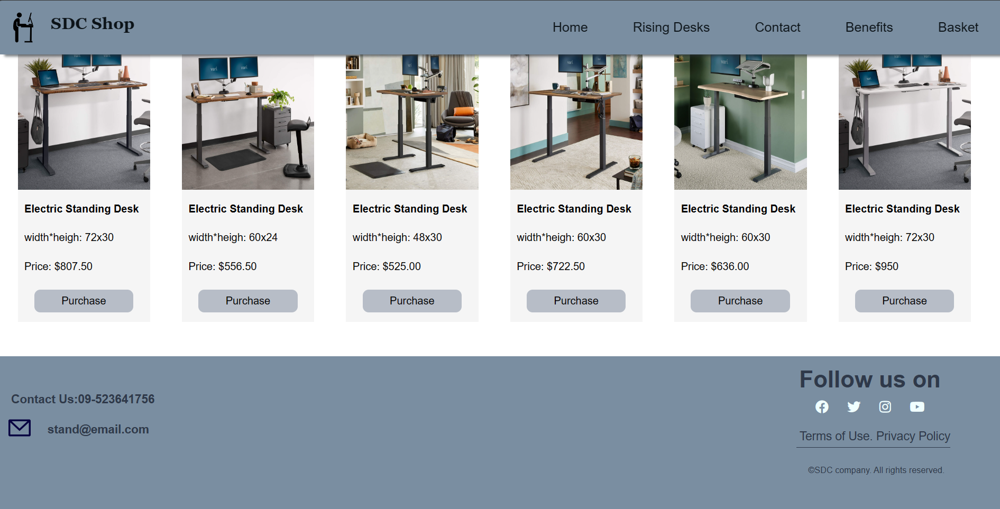 SDC Shop
Home
Rising Desks
Contact
Benefits
Basket
vari
vari
vari
vari
Electric Standing Desk
width*heigh: 72x30
Price: $807.50
Purchase
Electric Standing Desk
width*heigh: 60x24
Price: $556.50
Purchase
Electric Standing Desk
width*heigh: 48x30
Price: $525.00
Purchase
Electric Standing Desk
width*heigh: 60x30
Price: $722.50
Purchase
Electric Standing Desk
width*heigh: 60x30
Price: $636.00
Purchase
Electric Standing Desk
width*heigh: 72x30
Price: $950
Purchase
Contact Us:09-523641756
stand@email.com
Follow us on
Terms of Use. Privacy Policy
©SDC company. All rights reserved.